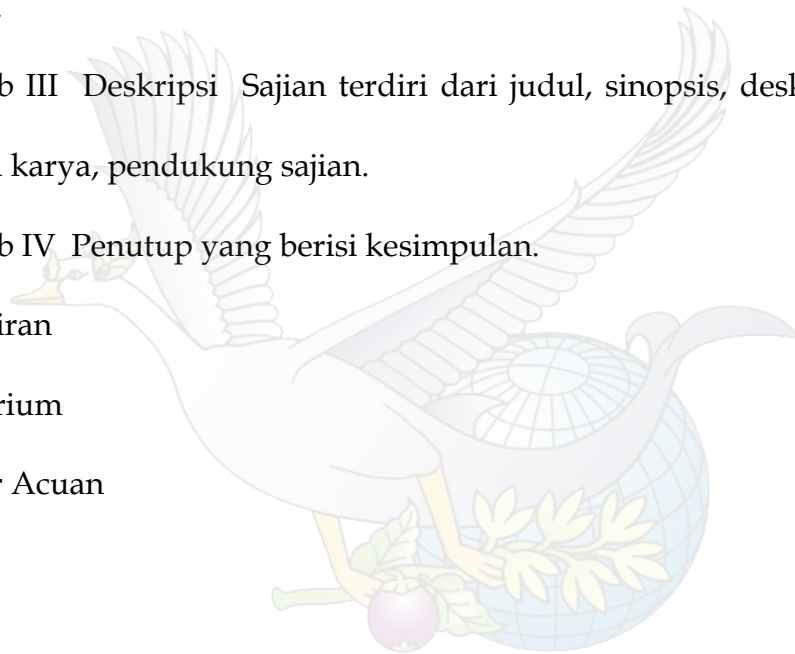 b III Deskripsi Sajian terdiri dari judul, sinopsis, desk
karya, pendukung sajian.
b IV Penutup yang berisi kesimpulan.
iran
rium
r Acuan